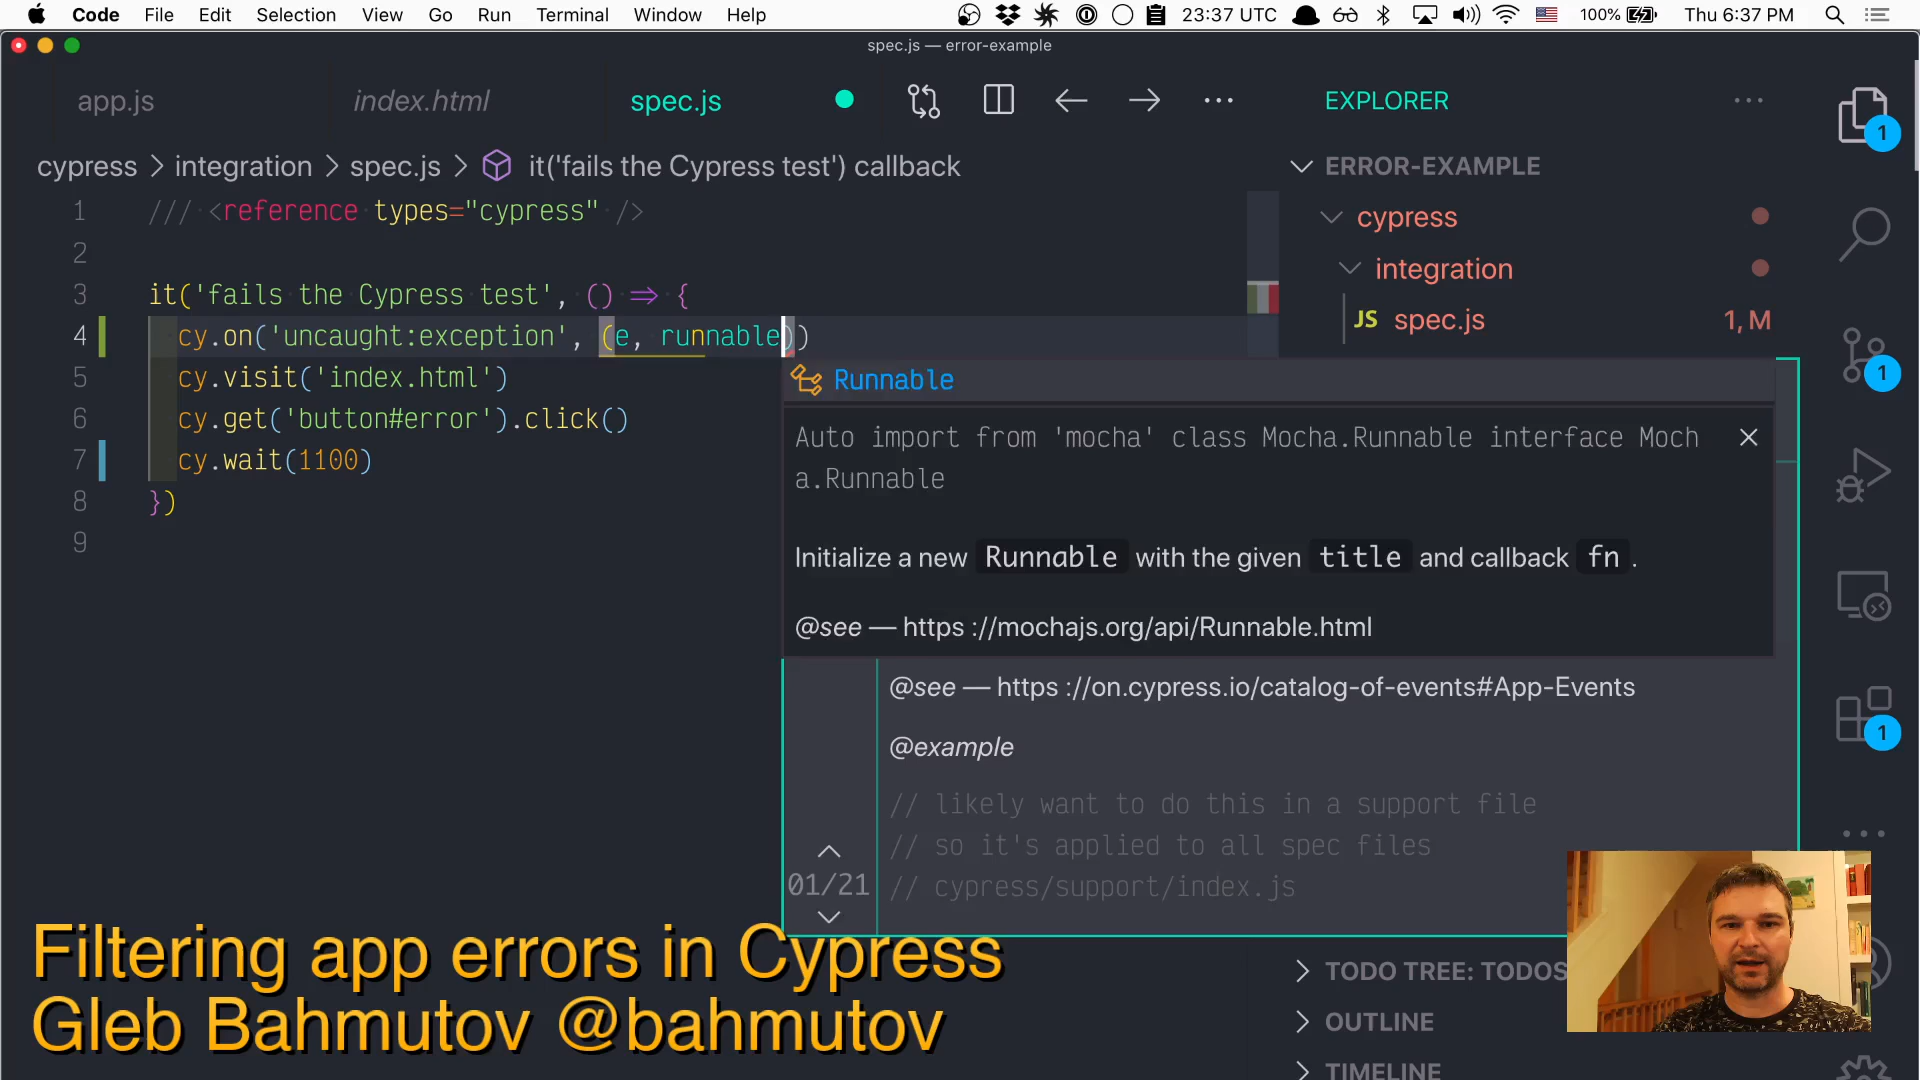 Code File Edit Selection View Go Run Terminal Window Help 23:37 UTC 100% Thu 6:37 PM
spec.js — error-example
app.js index.html spec.js ··· EXPLORER ···
cypress > integration > spec.js > it('fails the Cypress test') callback
ERROR-EXAMPLE
1
cypress
integration
JS spec.js 1, M
1
1
1 /// <reference types="cypress" />
2
3 it('fails the Cypress test', () => {
4 cy.on('uncaught:exception', (e, runnable))
5 cy.visit('index.html')
6 cy.get('button#error').click()
7 cy.wait(1100)
8 })
9
Runnable
Auto import from 'mocha' class Mocha.Runnable interface Moch
a.Runnable
Initialize a new Runnable with the given title and callback fn .
@see — https ://mochajs.org/api/Runnable.html
@see — https ://on.cypress.io/catalog-of-events#App-Events
@example
// likely want to do this in a support file
// so it's applied to all spec files
// cypress/support/index.js
01/21
TODO TREE: TODOS
OUTLINE
TIMELINE
Filtering app errors in Cypress
Gleb Bahmutov @bahmutov